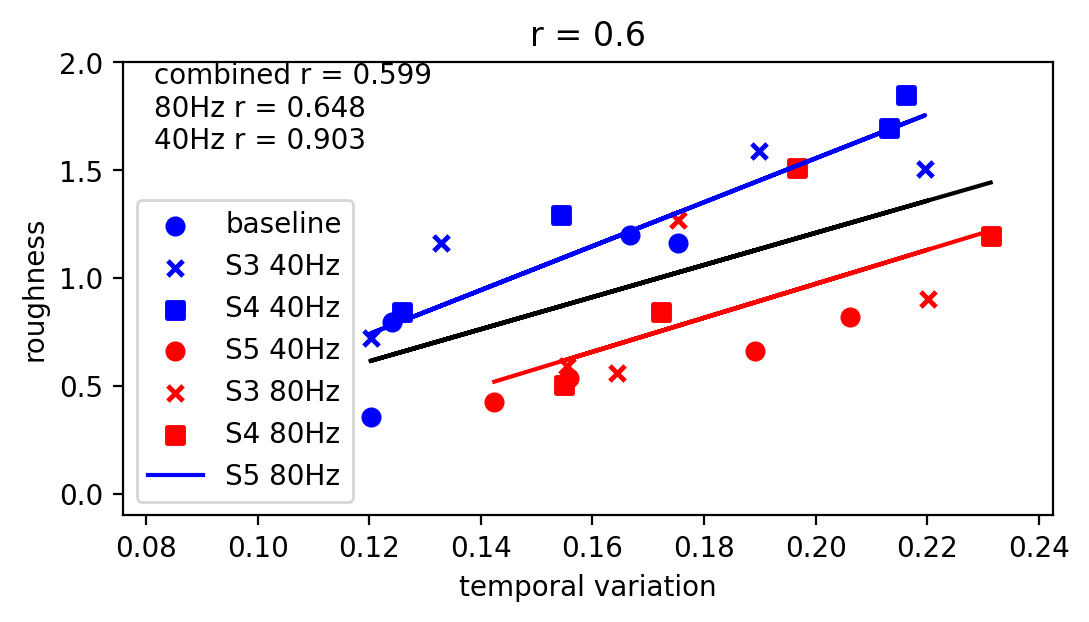 r = 0.6
combined r = 0.599
80Hz r = 0.648
40Hz r = 0.903
2.0
1.5
1.0
0.5
0.0
roughness
baseline
S3 40Hz
S4 40Hz
S5 40Hz
S3 80Hz
S4 80Hz
S5 80Hz
0.08 0.10 0.12 0.14 0.16 0.18 0.20 0.22 0.24
temporal variation